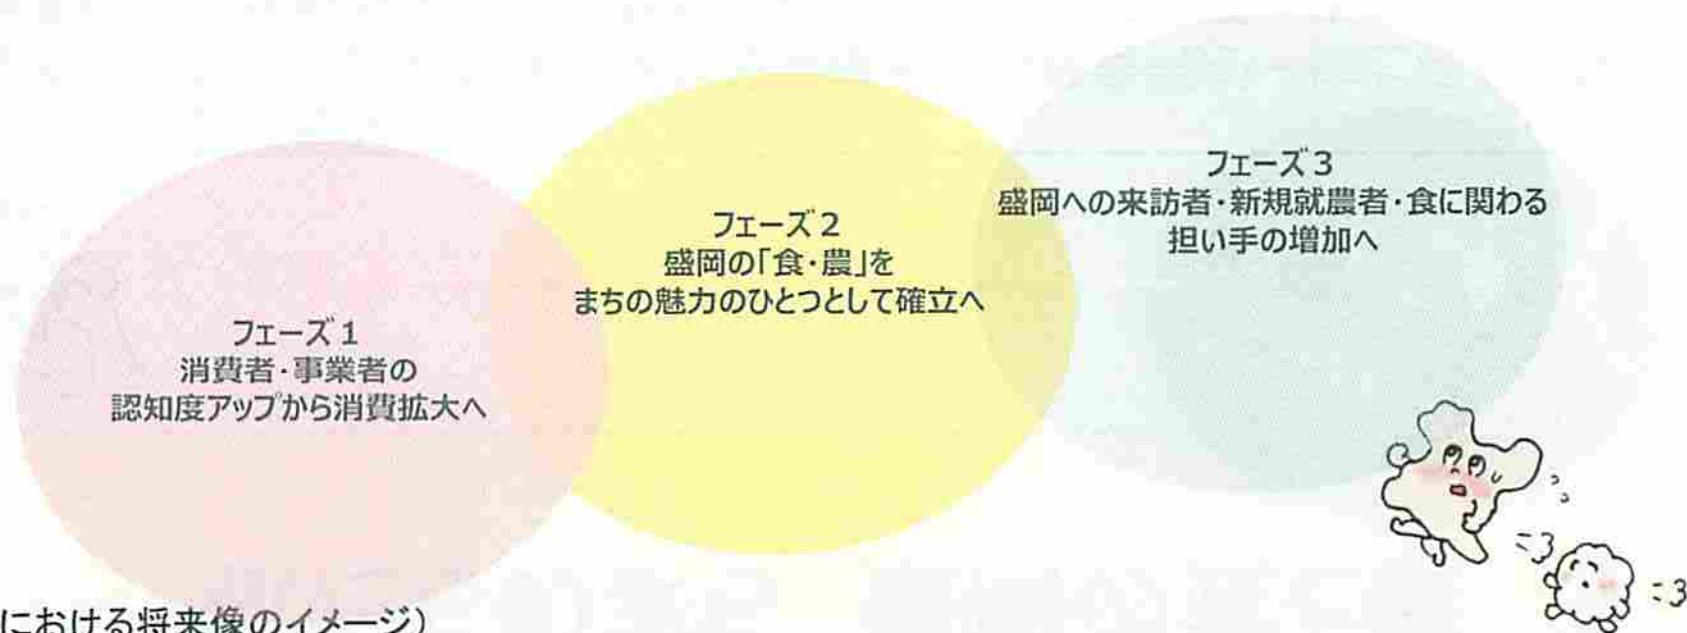 フェーズ1
消費者・事業者の
認知度アップから消費拡大へ
フェーズ2
盛岡の「食・農」を
まちの魅力のひとつとして確立へ
フェーズ3
盛岡への来訪者・新規就農者・食に関わる
担い手の増加へ
における将来像のイメージ)